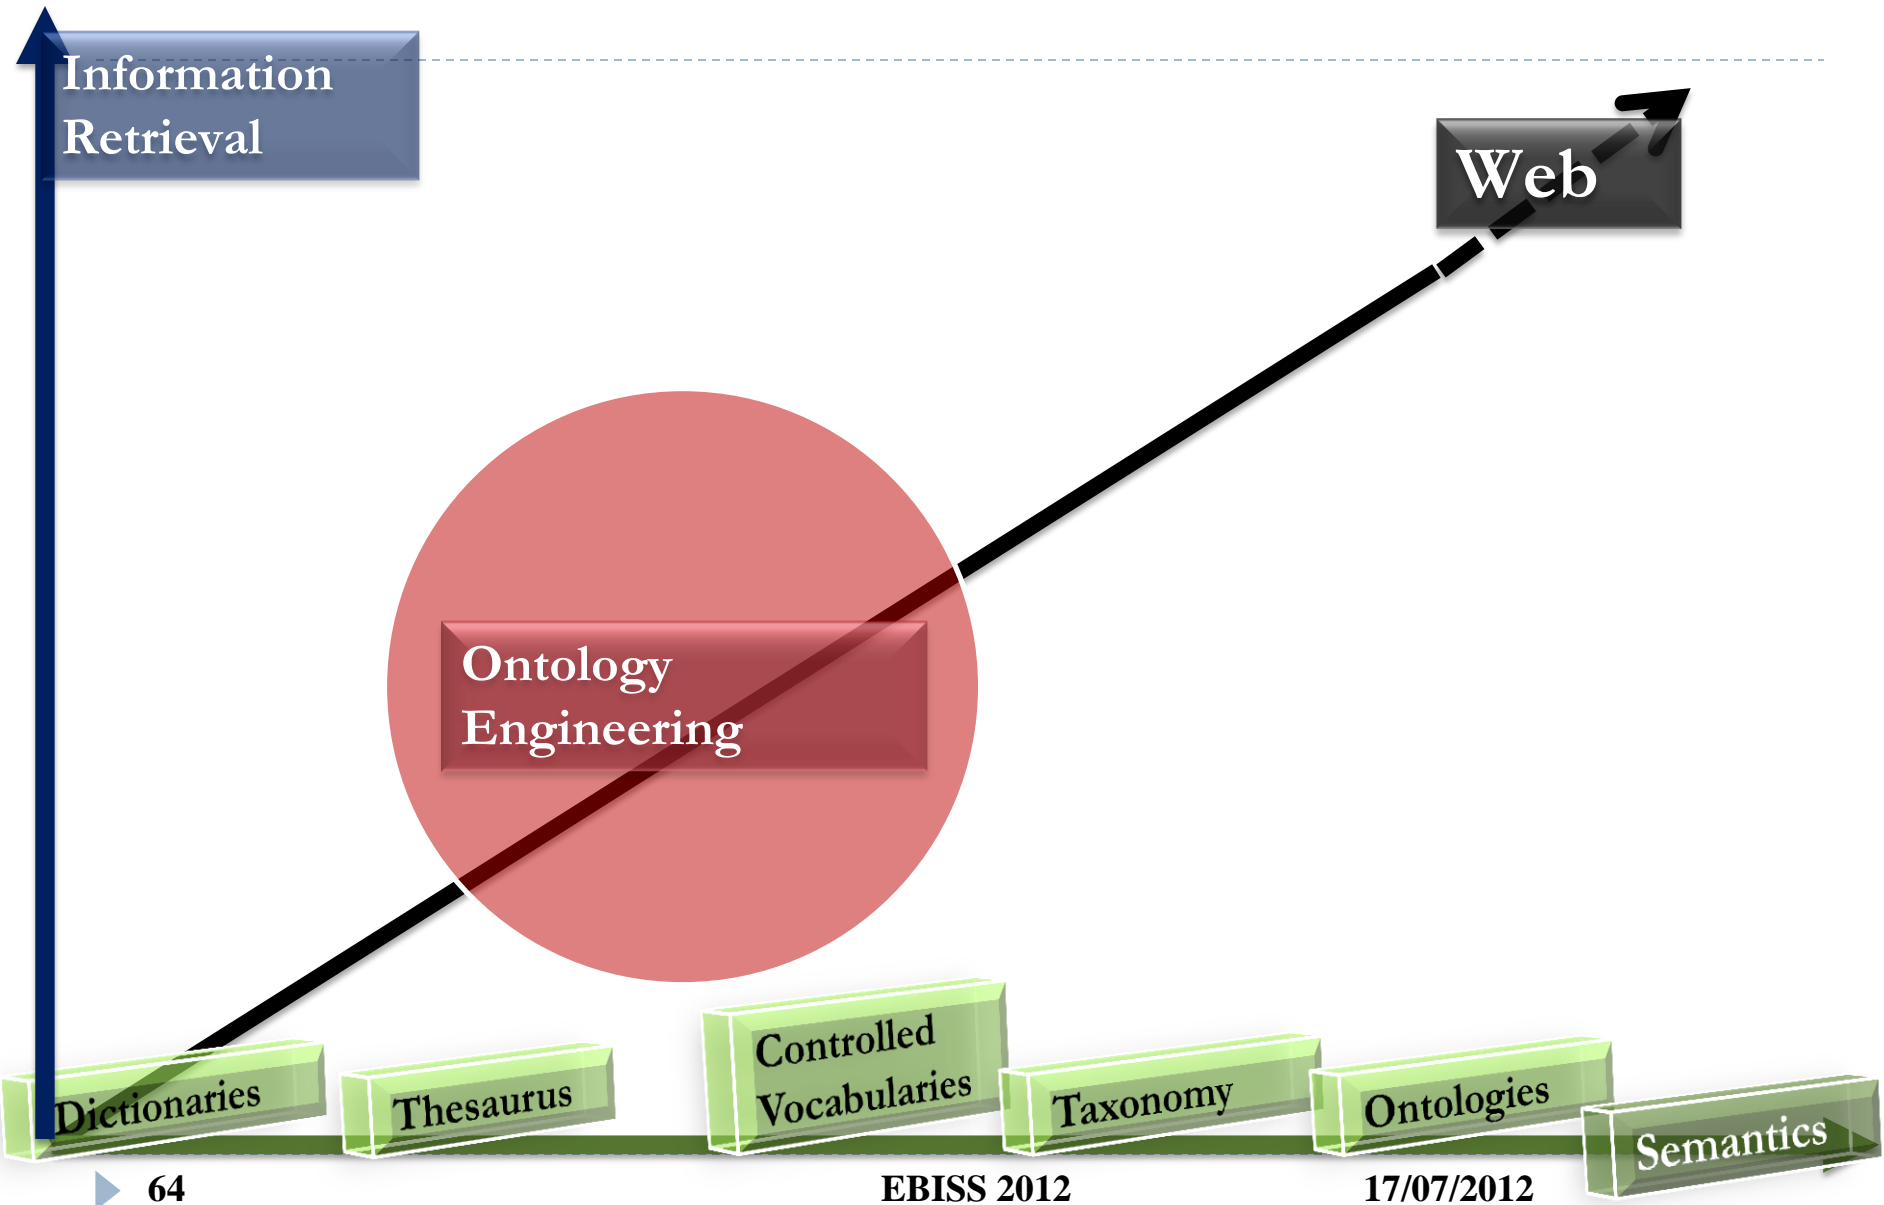 Information
Retrieval
Web
Ontology
Engineering
Controlled
Vocabularies
Dictionaries
Thesaurus
Taxonomy
Ontologies
Semantics
64
EBISS 2012
17/07/2012